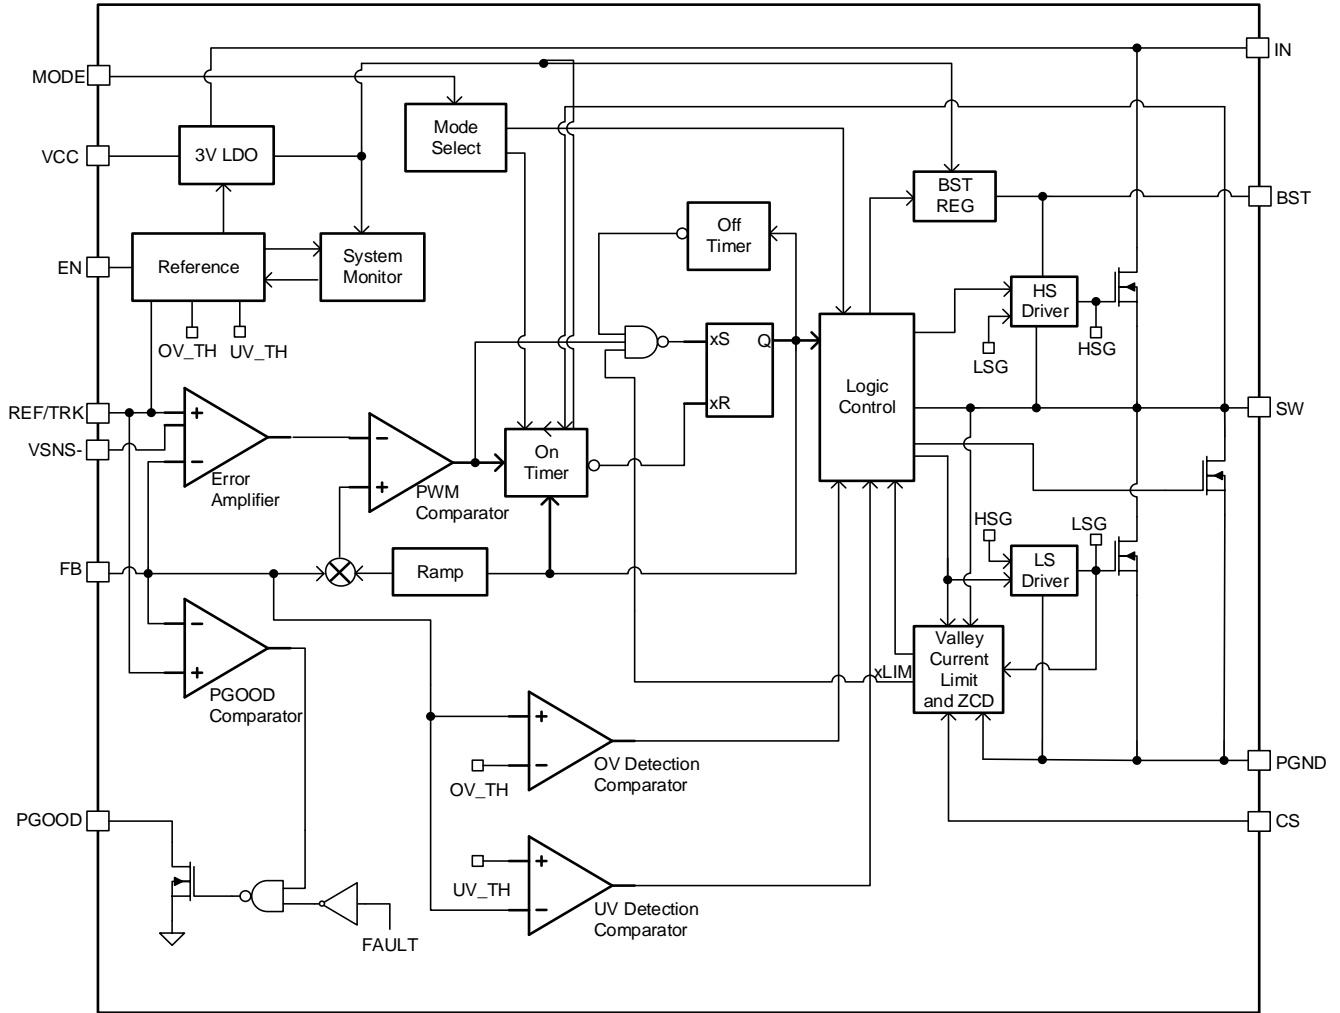 IN
MODE
Mode
Select
VCC
3V LDO
BST
REG
BST
Off
Timer
EN
Reference
System
Monitor
HS
Driver
OV_TH
UV_TH
LSG
HSG
xS
Q
xR
Logic
Control
REF/TRK
+
VSNS-
−
Error
Amplifier
−
+
PWM
Comparator
On
Timer
SW
HSG
LSG
LS
Driver
FB
Ramp
−
+
PGOOD
Comparator
Valley
Current
Limit
and ZCD
xLIM
+
−
OV_TH
OV Detection
Comparator
PGND
PGOOD
CS
+
−
UV_TH
UV Detection
Comparator
FAULT